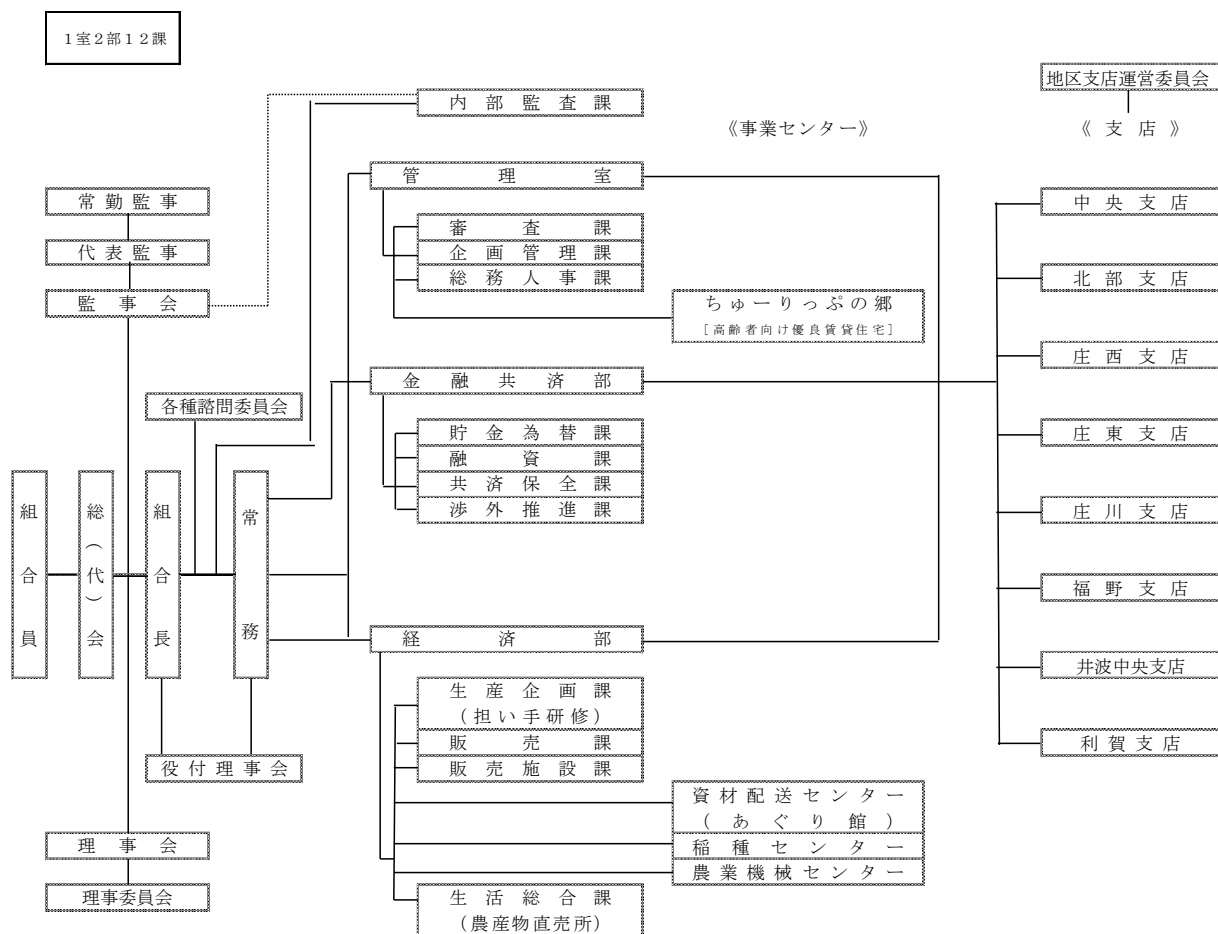 1室2部12課
地区支店運営委員会
内部監査課
《事業センター》
《支店》
管理室
常勤監事
中央支店
審査課
代表監事
企画管理課
総務人事課
北部支店
監事会
ちゅーりっぷの郷
[高齢者向け優良賃貸住宅]
庄西支店
金融共済部
各種諮問委員会
貯金為替課
庄東支店
融資課
共済保全課
渉外推進課
組合員
総(代)会
組合長
常務
庄川支店
福野支店
経済部
井波中央支店
生産企画課
(担い手研修)
販売課
利賀支店
役付理事会
販売施設課
資材配送センター
(あぐり館)
理事会
稲種センター
農業機械センター
理事委員会
生活総合課
(農産物直売所)